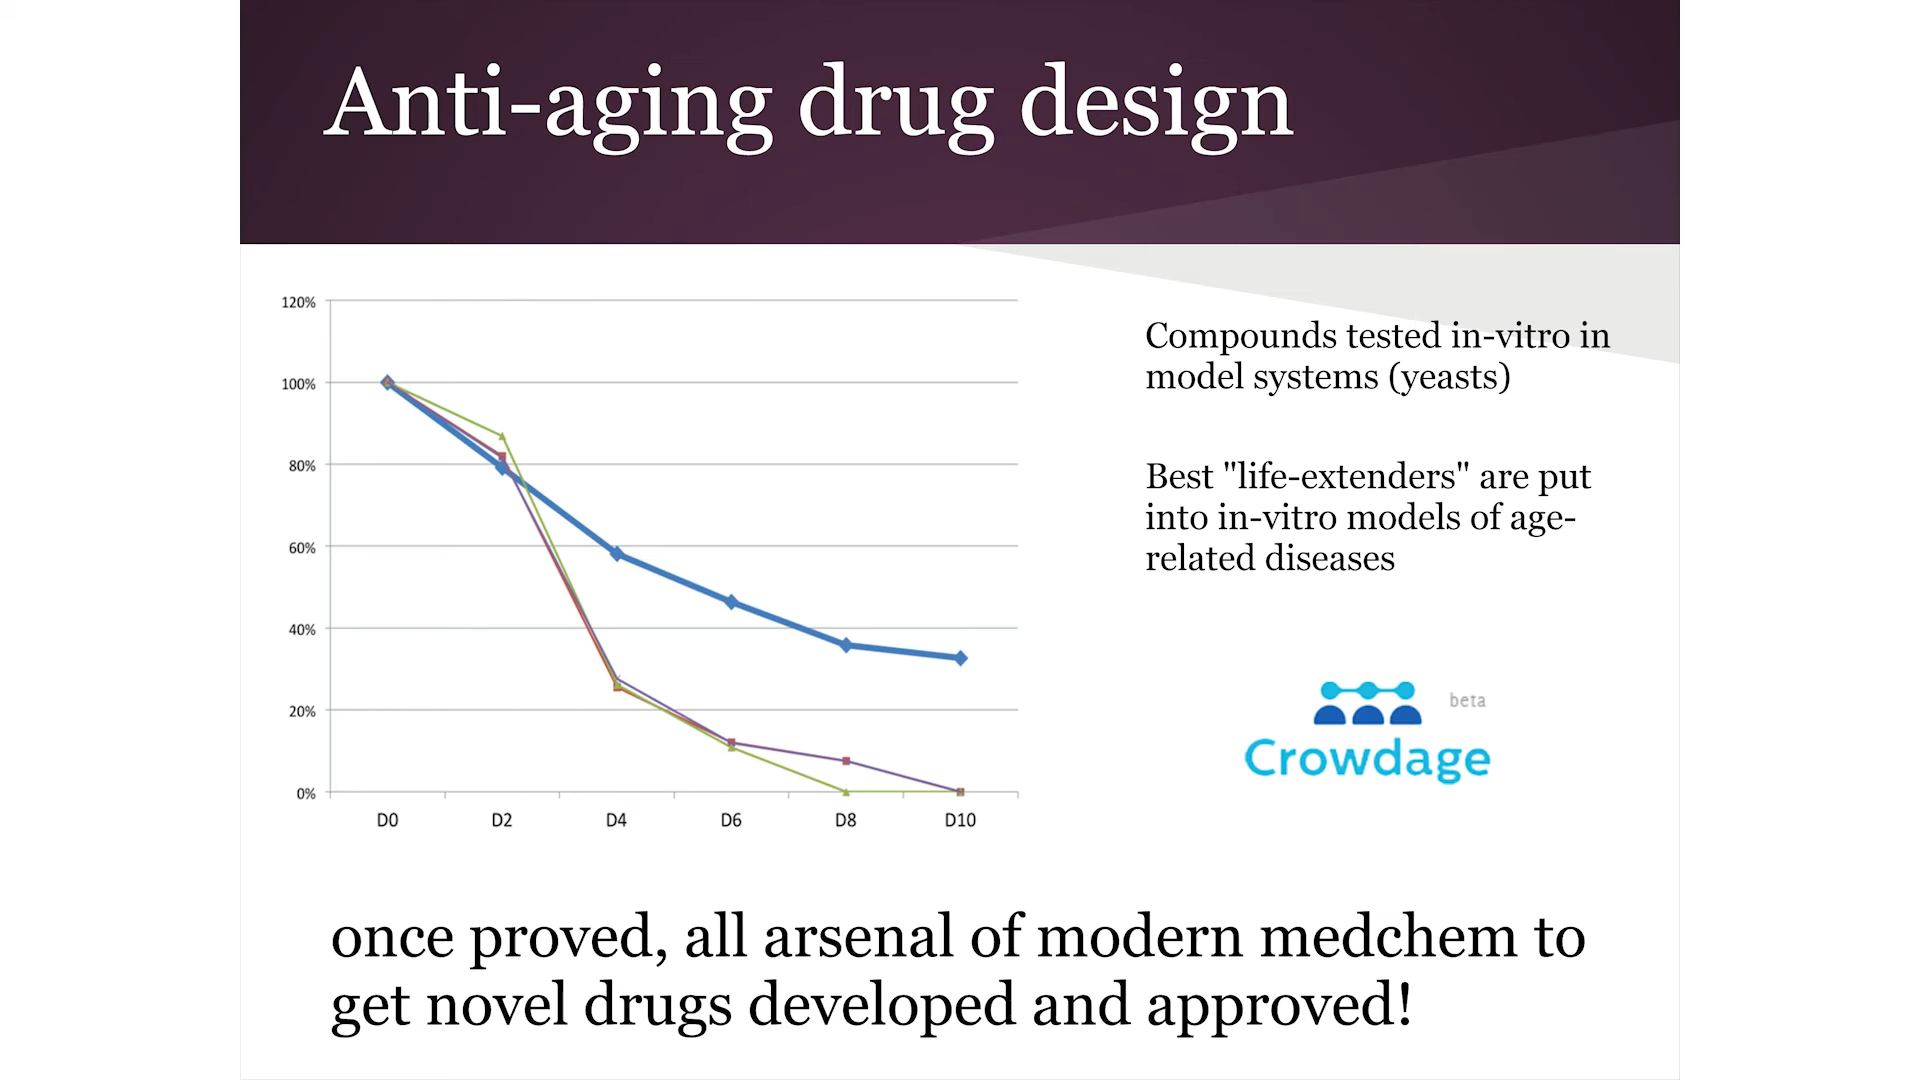 Anti-aging drug design
120%
100%
80%
60%
40%
20%
0%
D0 D2 D4 D6 D8 D10
Compounds tested in-vitro in
model systems (yeasts)
Best "life-extenders" are put
into in-vitro models of age-
related diseases
beta
Crowdage
once proved, all arsenal of modern medchem to
get novel drugs developed and approved!